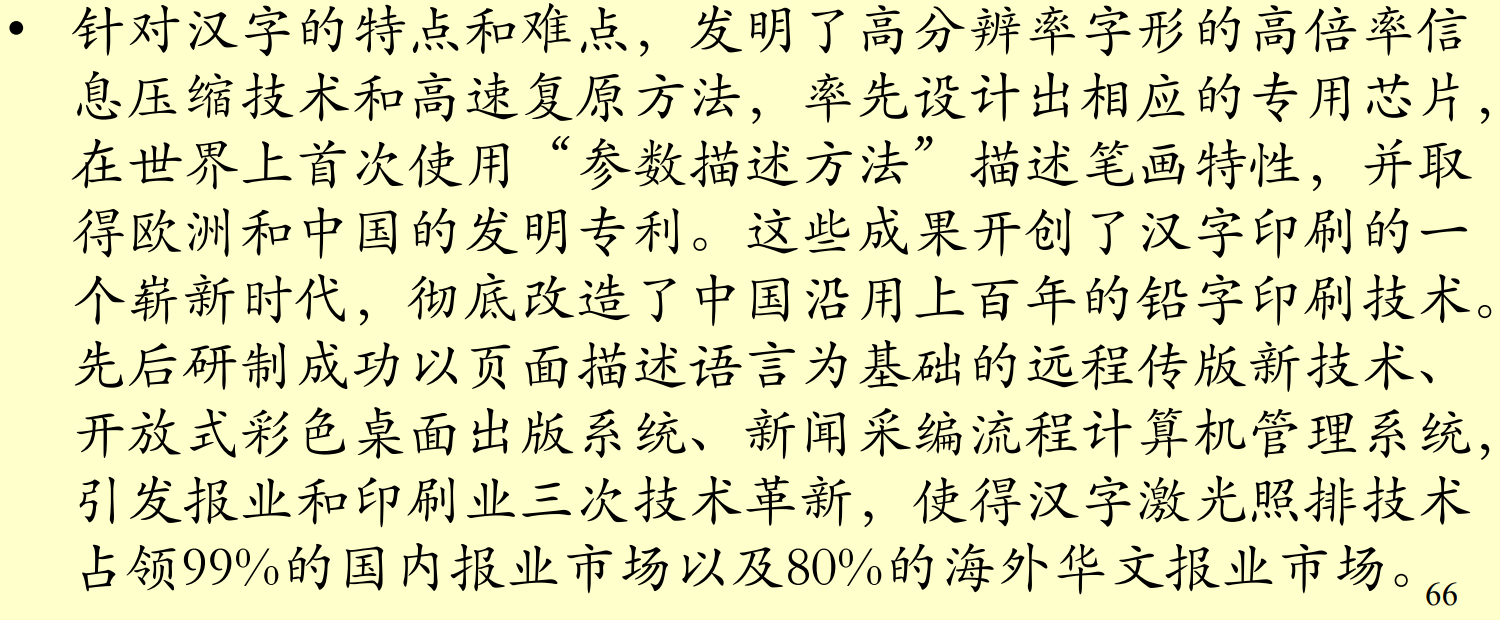 • 针对汉字的特点和难点，发明了高分辨率字形的高倍率信
息压缩技术和高速复原方法，率先设计出相应的专用芯片，
在世界上首次使用“参数描述方法”描述笔画特性，并取
得欧洲和中国的发明专利。这些成果开创了汉字印刷的一
个崭新时代，彻底改造了中国沿用上百年的铅字印刷技术。
先后研制成功以页面描述语言为基础的远程传版新技术、
开放式彩色桌面出版系统、新闻采编流程计算机管理系统，
引发报业和印刷业三次技术革新，使得汉字激光照排技术
占领99%的国内报业市场以及80%的海外华文报业市场。
66